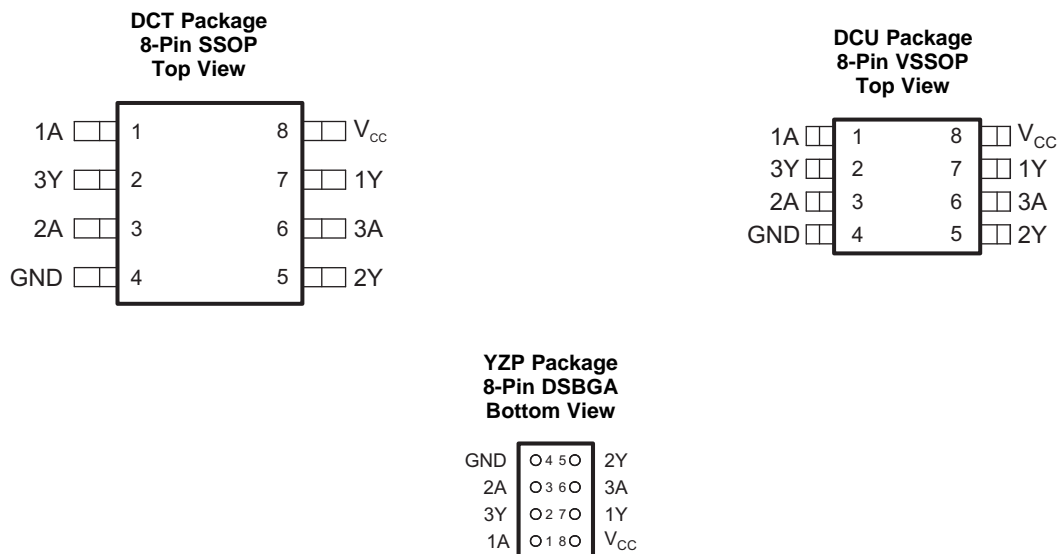 DCT Package
8-Pin SSOP
Top View
1A 1 8 VCC
3Y 2 7 1Y
2A 3 6 3A
GND 4 5 2Y
DCU Package
8-Pin VSSOP
Top View
1A 1 8 VCC
3Y 2 7 1Y
2A 3 6 3A
GND 4 5 2Y
YZP Package
8-Pin DSBGA
Bottom View
GND 4 5 2Y
2A 3 6 3A
3Y 2 7 1Y
1A 1 8 VCC